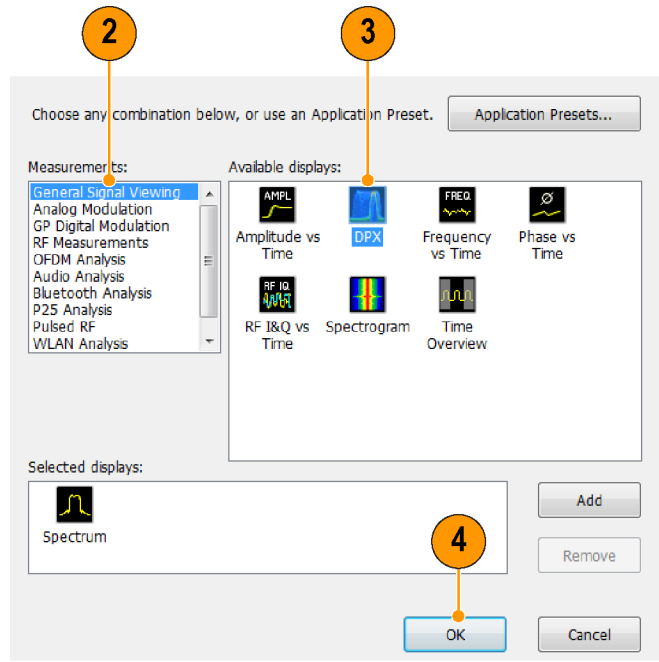 2
3
Choose any combination below, or use an Application Preset.
Application Presets...
Measurements:
Available displays:
General Signal Viewing
Analog Modulation
GP Digital Modulation
RF Measurements
OFDM Analysis
Audio Analysis
Bluetooth Analysis
P25 Analysis
Pulsed RF
WLAN Analysis
AMPL
Amplitude vs
Time
DPX
FREQ
Frequency
vs Time
Ø
Phase vs
Time
RF IQ
RF I&Q vs
Time
Spectrogram
Time
Overview
Selected displays:
Spectrum
Add
Remove
4
OK
Cancel